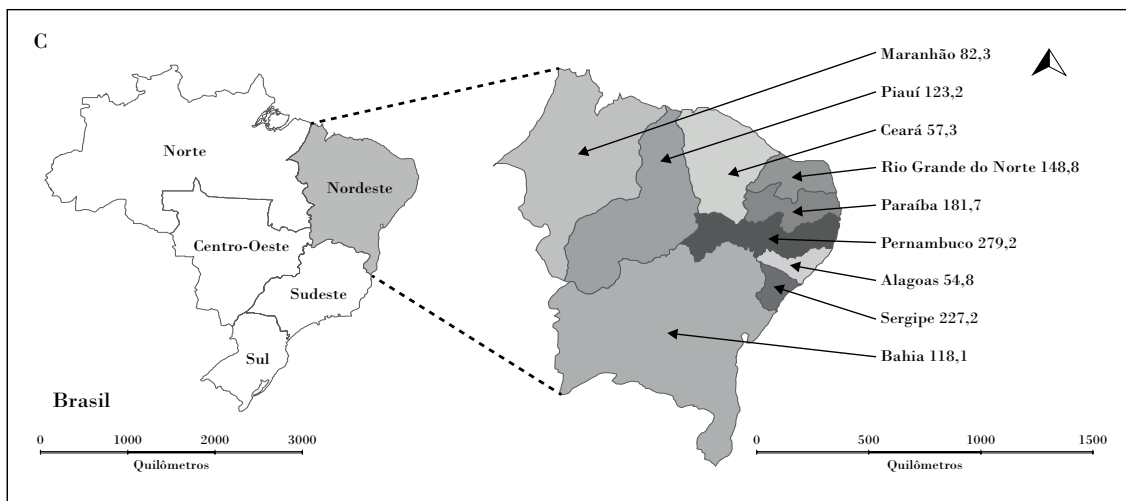 C
Norte
Nordeste
Centro-Oeste
Sudeste
Sul
Brasil
0 1000 2000 3000
Quilômetros
Maranhão 82,3
Piauí 123,2
Ceará 57,3
Rio Grande do Norte 148,8
Paraíba 181,7
Pernambuco 279,2
Alagoas 54,8
Sergipe 227,2
Bahia 118,1
0 500 1000 1500
Quilômetros